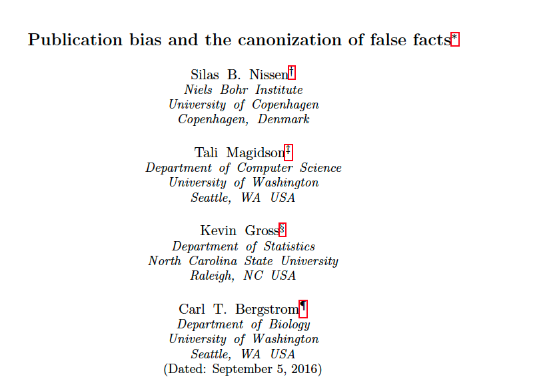 Publication bias and the canonization of false facts*
Silas B. Nissen†
Niels Bohr Institute
University of Copenhagen
Copenhagen, Denmark
Tali Magidson‡
Department of Computer Science
University of Washington
Seattle, WA USA
Kevin Gross§
Department of Statistics
North Carolina State University
Raleigh, NC USA
Carl T. Bergstrom¶
Department of Biology
University of Washington
Seattle, WA USA
(Dated: September 5, 2016)